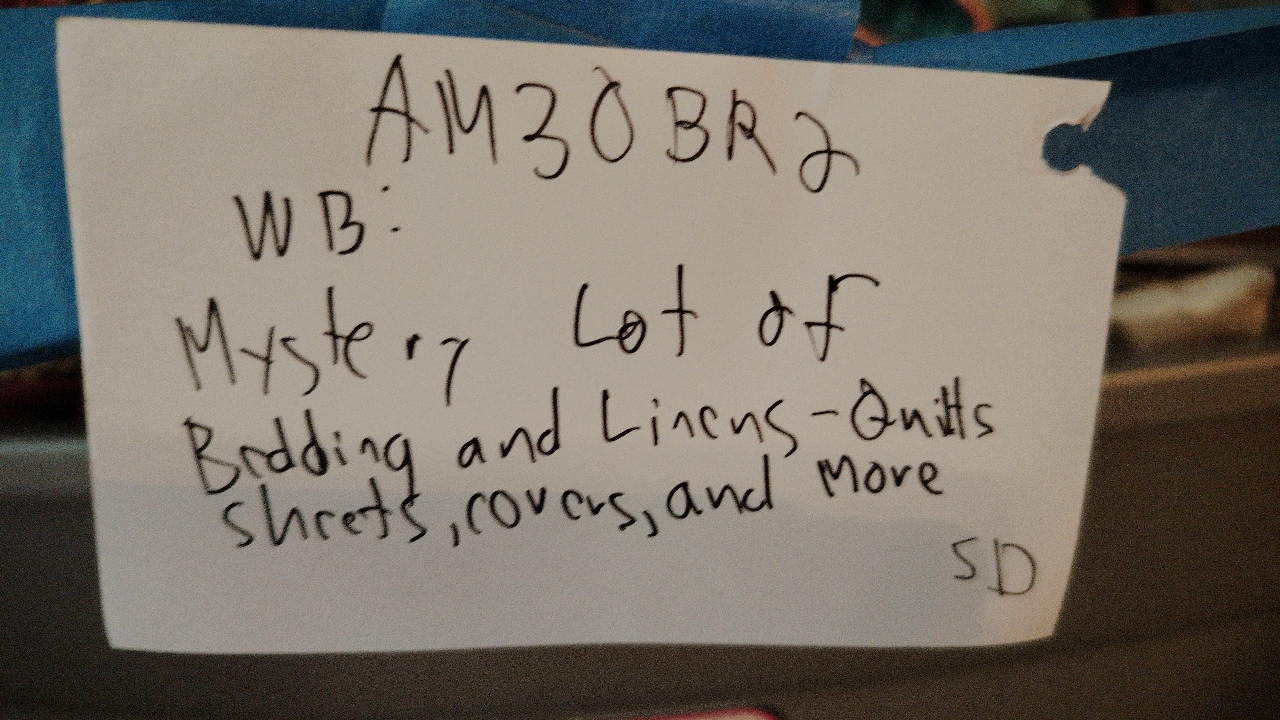 AM30BR2
WB:
Mystery Lot of
Bedding and Linens-Quilts
sheets, covers, and More
SD